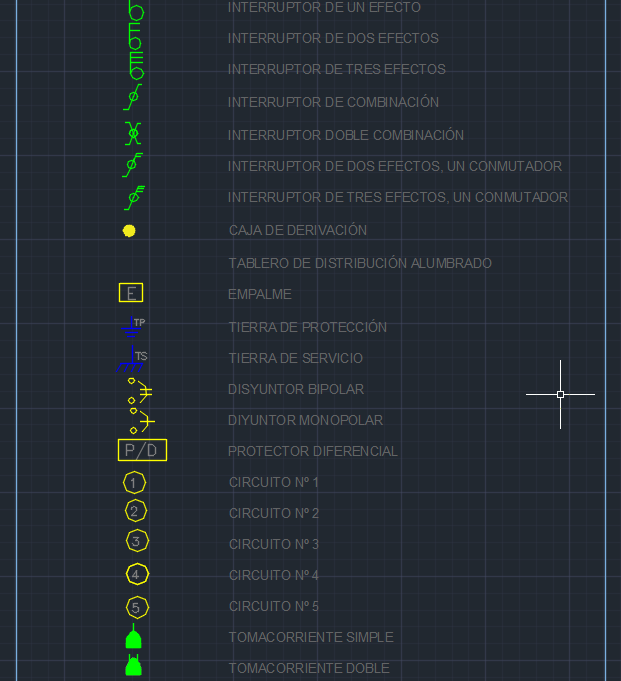 INTERRUPTOR DE UN EFECTO
INTERRUPTOR DE DOS EFECTOS
INTERRUPTOR DE TRES EFECTOS
INTERRUPTOR DE COMBINACIÓN
INTERRUPTOR DOBLE COMBINACIÓN
INTERRUPTOR DE DOS EFECTOS, UN CONMUTADOR
INTERRUPTOR DE TRES EFECTOS, UN CONMUTADOR
CAJA DE DERIVACIÓN
TABLERO DE DISTRIBUCIÓN ALUMBRADO
E EMPALME
TP TIERRA DE PROTECCIÓN
TS TIERRA DE SERVICIO
DISYUNTOR BIPOLAR
DIYUNTOR MONOPOLAR
P/D PROTECTOR DIFERENCIAL
1 CIRCUITO Nº 1
2 CIRCUITO Nº 2
3 CIRCUITO Nº 3
4 CIRCUITO Nº 4
5 CIRCUITO Nº 5
TOMACORRIENTE SIMPLE
TOMACORRIENTE DOBLE